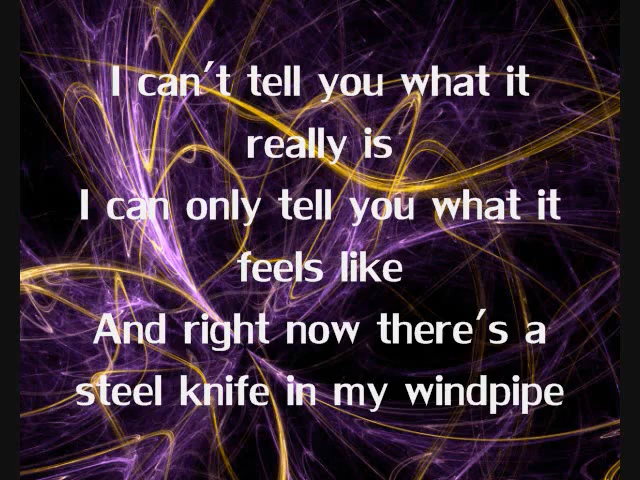 I can't tell you what it
really is
I can only tell you what it
feels like
And right now there's a
steel knife in my windpipe